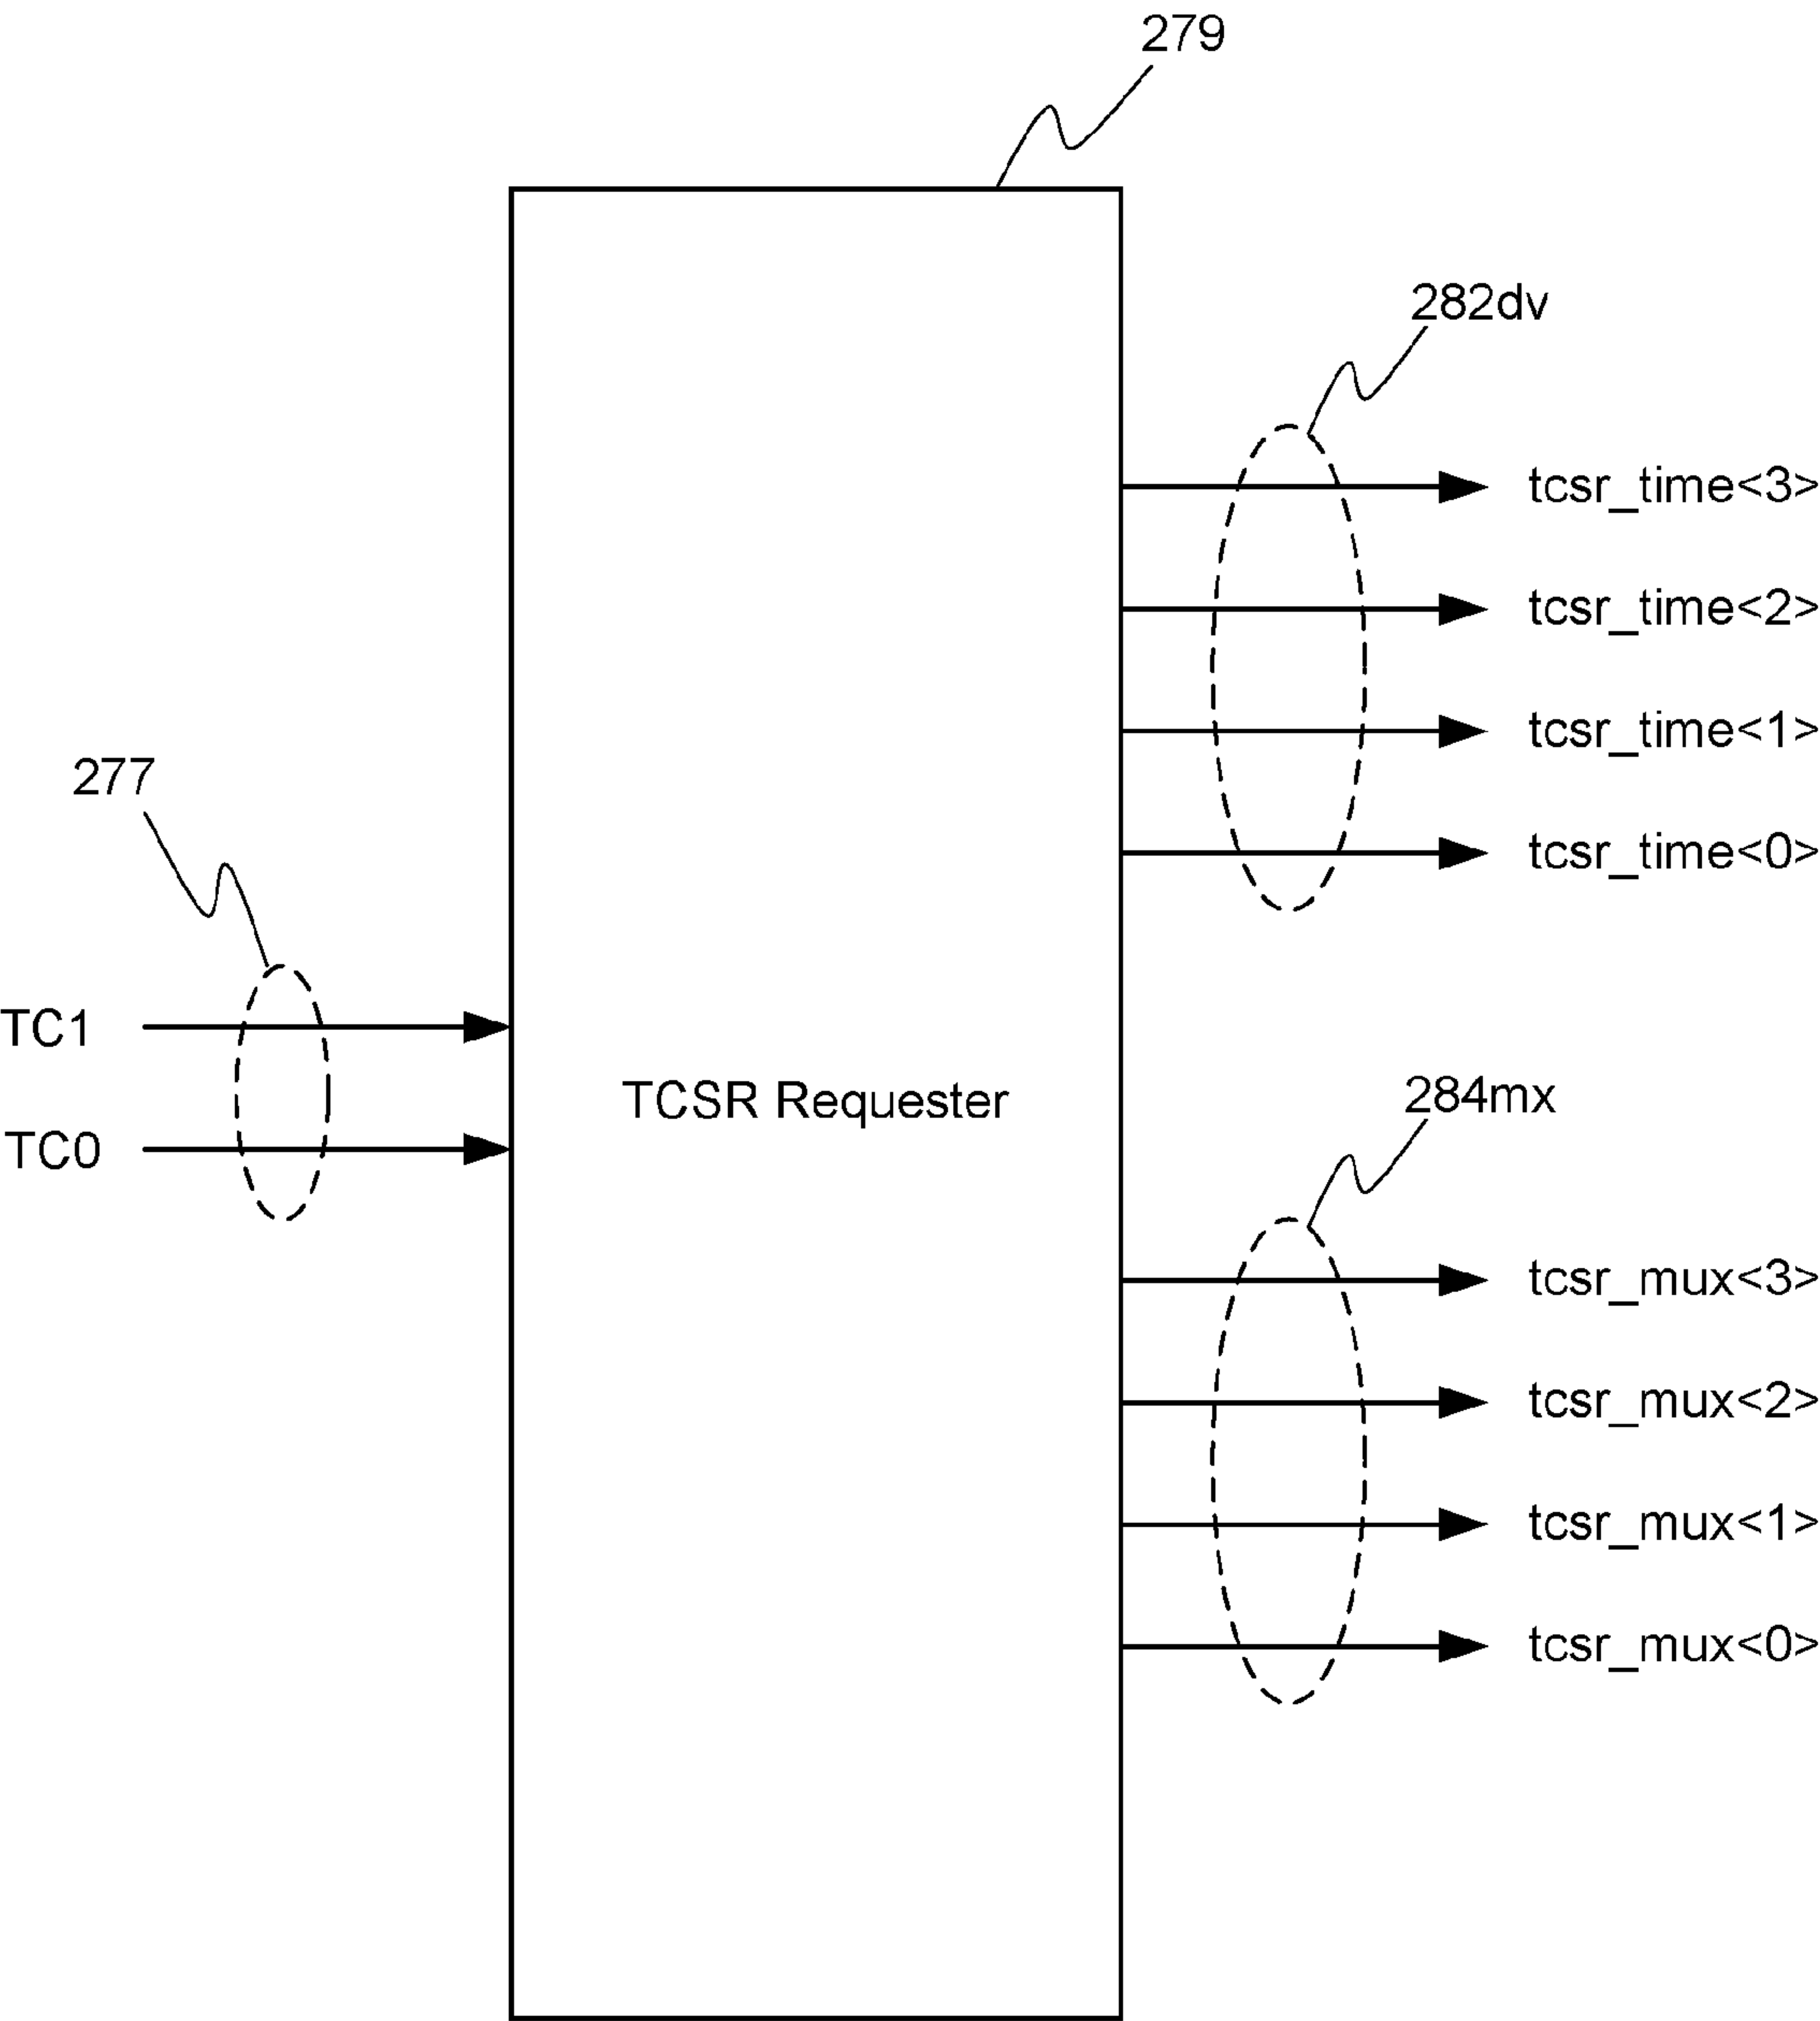 279
282dv
tcsr_time<3>
tcsr_time<2>
tcsr_time<1>
277
tcsr_time<0>
TC1
TCSR Requester
284mx
TC0
tcsr_mux<3>
tcsr_mux<2>
tcsr_mux<1>
tcsr_mux<0>